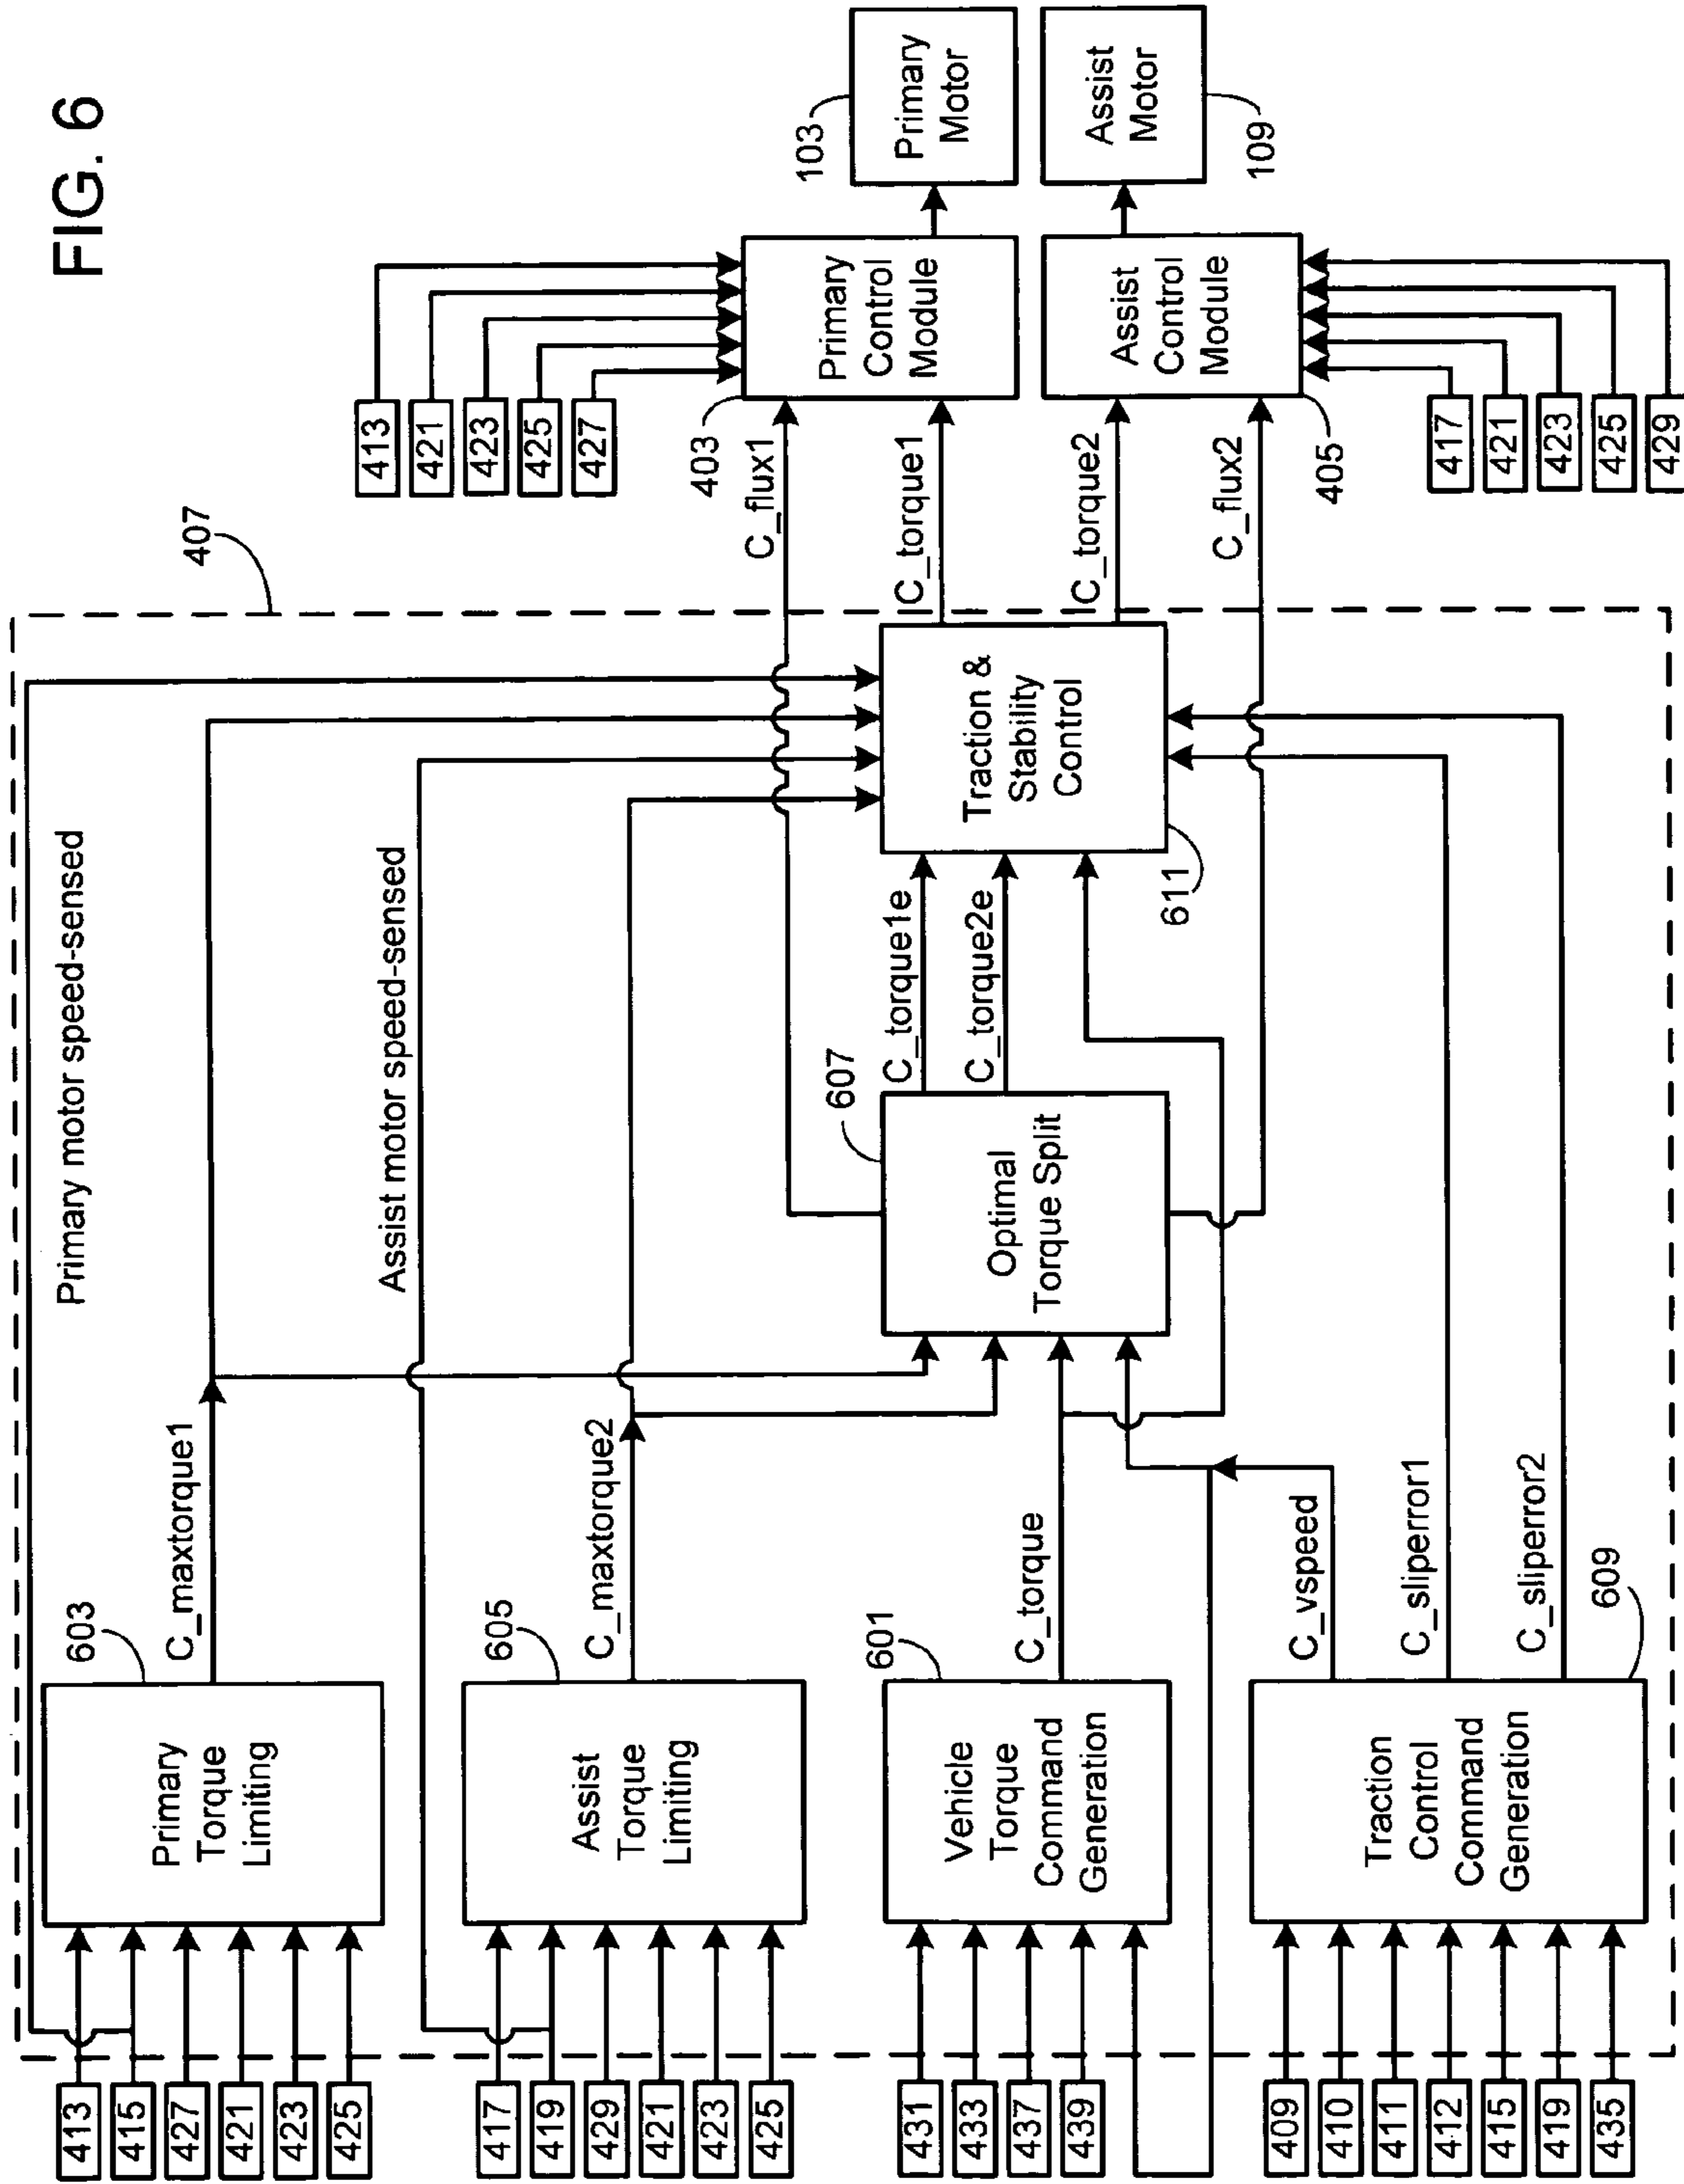 FIG. 6
407
Primary motor speed-sensed
Assist motor speed-sensed
413
415
427
421
423
425
603
Primary
Torque
Limiting
C_maxtorque1
417
419
429
421
423
425
605
Assist
Torque
Limiting
C_maxtorque2
431
433
437
439
601
Vehicle
Torque
Command
Generation
C_torque
409
410
411
412
415
419
435
609
Traction
Control
Command
Generation
C_vspeed
C_sliperror1
C_sliperror2
607
Optimal
Torque Split
C_torque1e
C_torque2e
611
Traction &
Stability
Control
C_flux1
C_torque1
C_torque2
C_flux2
413
421
423
425
427
403
Primary
Control
Module
103
Primary
Motor
405
Assist
Control
Module
109
Assist
Motor
417
421
423
425
429